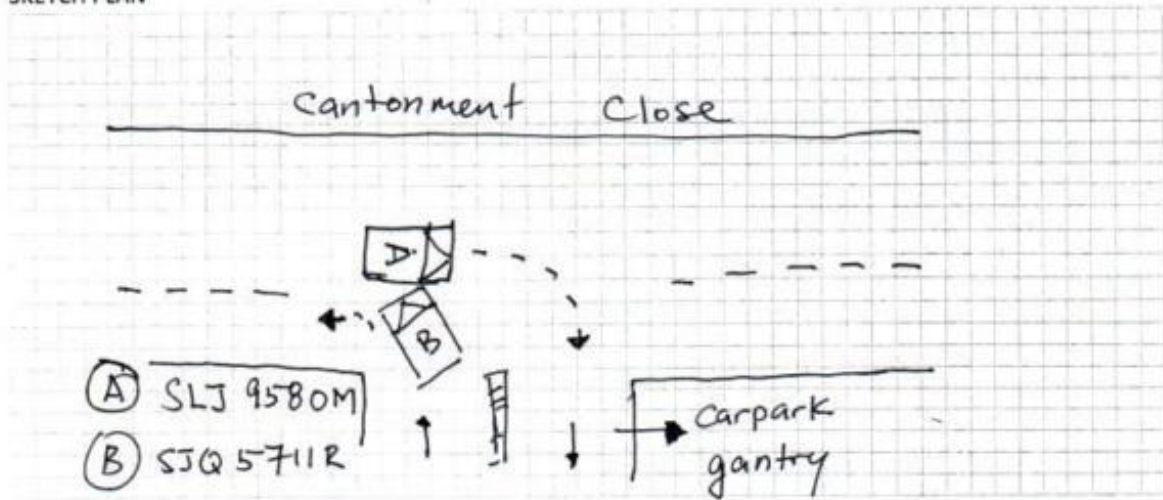 SKETCH PLAN
Cantonment Close
A
B
A SLJ 9580M
B SJQ 5711R
Carpark
gantry